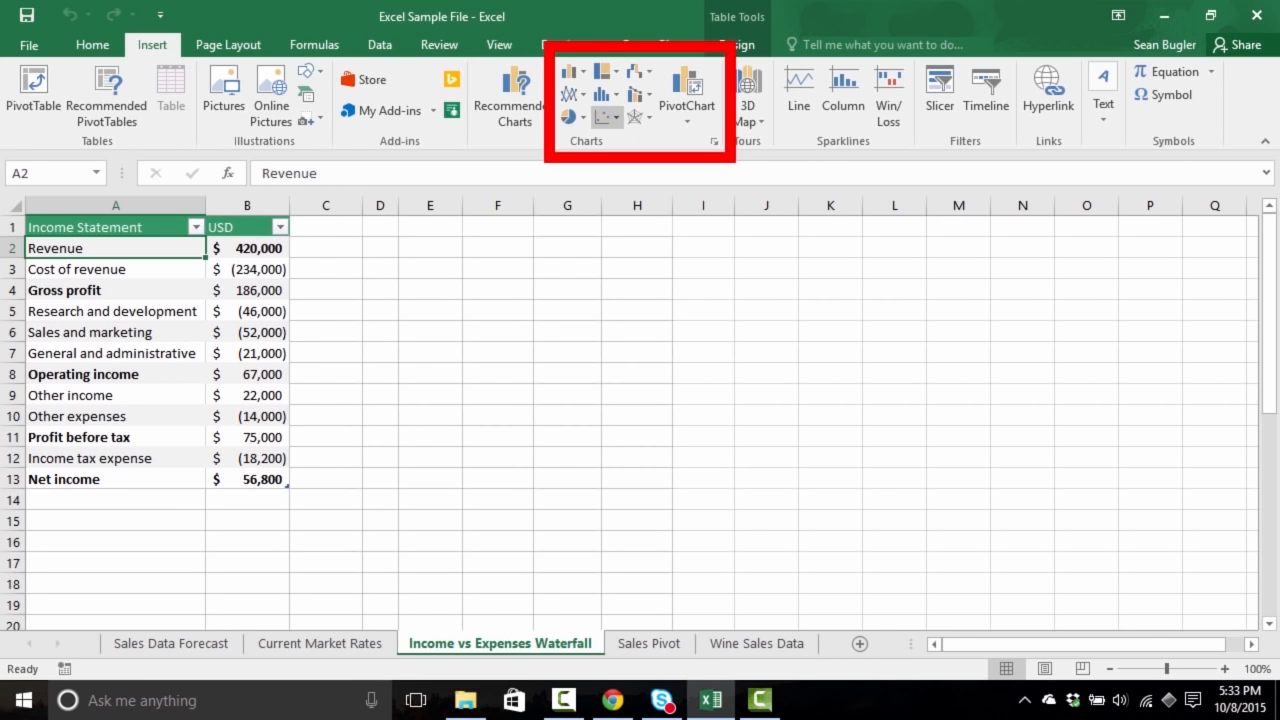 Excel Sample File - Excel
Table Tools
File Home Insert Page Layout Formulas Data Review View
Tell me what you want to do...
Sean Bugler
Share
PivotTable
Recommended PivotTables
Table
Tables
Pictures
Online Pictures
Illustrations
Store
My Add-ins
Add-ins
Charts
PivotChart
Charts
3D
Line
Column
Win/Loss
Sparklines
Slicer
Timeline
Filters
Hyperlink
Links
Text
π Equation
Ω Symbol
Symbols
A2
fx
Revenue
A B C D E F G H I J K L M N O P Q
1 Income Statement USD
2 Revenue $ 420,000
3 Cost of revenue $ (234,000)
4 Gross profit $ 186,000
5 Research and development $ (46,000)
6 Sales and marketing $ (52,000)
7 General and administrative $ (21,000)
8 Operating income $ 67,000
9 Other income $ 22,000
10 Other expenses $ (14,000)
11 Profit before tax $ 75,000
12 Income tax expense $ (18,200)
13 Net income $ 56,800
14
15
16
17
18
19
20
Sales Data Forecast Current Market Rates Income vs Expenses Waterfall Sales Pivot Wine Sales Data
Ready
100%
Ask me anything
5:33 PM
10/8/2015